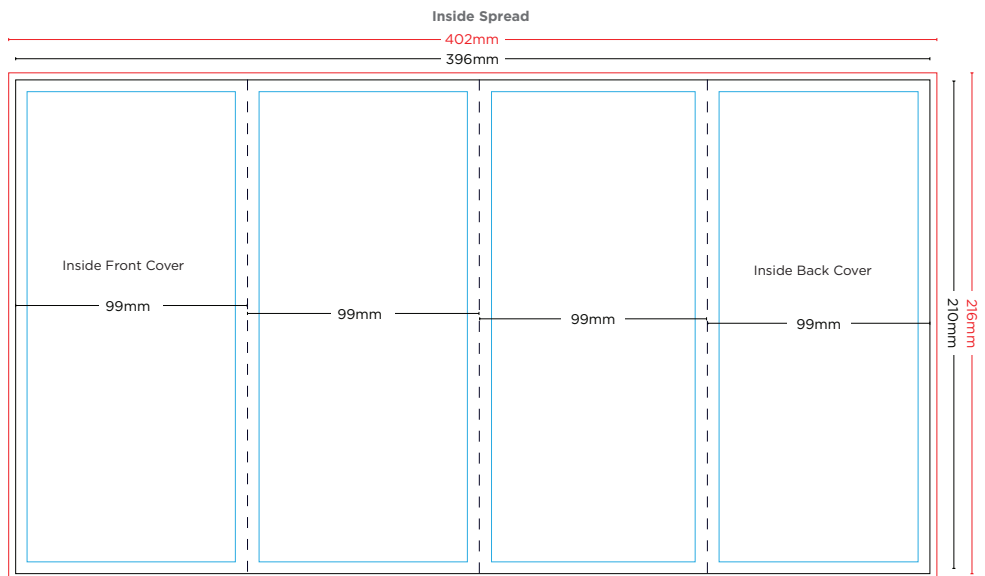 Inside Spread
402mm
396mm
Inside Front Cover
Inside Back Cover
99mm
99mm
99mm
99mm
210mm
216mm